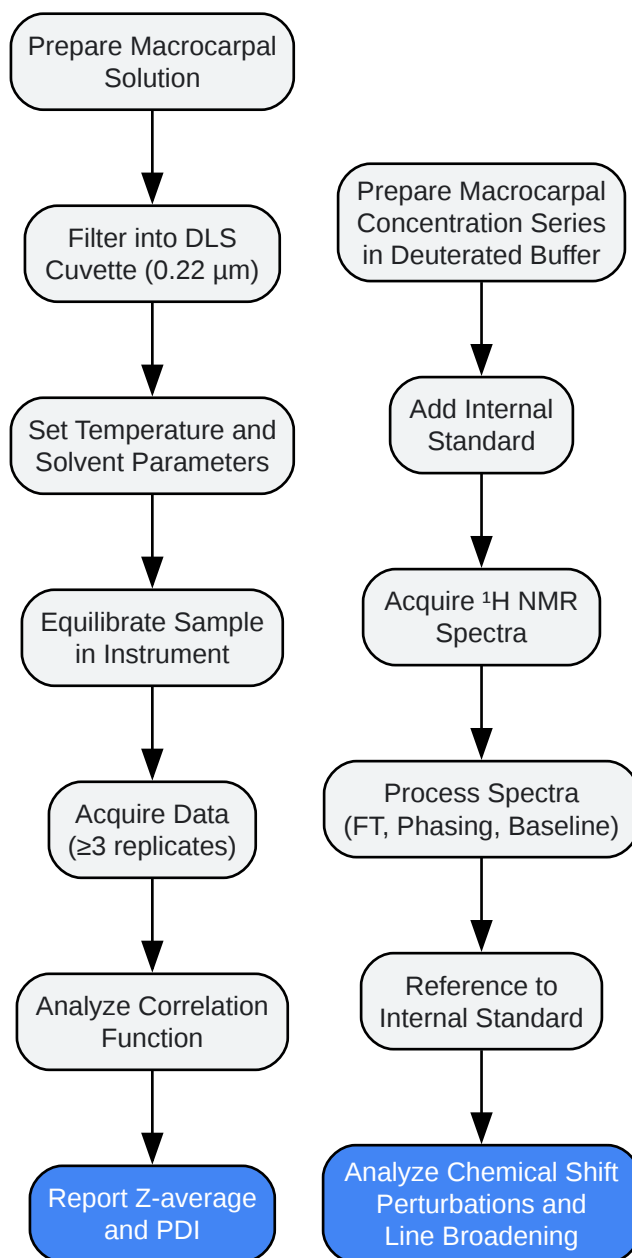 Prepare Macrocarpal
Solution
Filter into DLS
Cuvette (0.22 µm)
Set Temperature and
Solvent Parameters
Equilibrate Sample
in Instrument
Acquire Data
(≥3 replicates)
Analyze Correlation
Function
Report Z-average
and PDI
Prepare Macrocarpal
Concentration Series
in Deuterated Buffer
Add Internal
Standard
Acquire ¹H NMR
Spectra
Process Spectra
(FT, Phasing, Baseline)
Reference to
Internal Standard
Analyze Chemical Shift
Perturbations and
Line Broadening